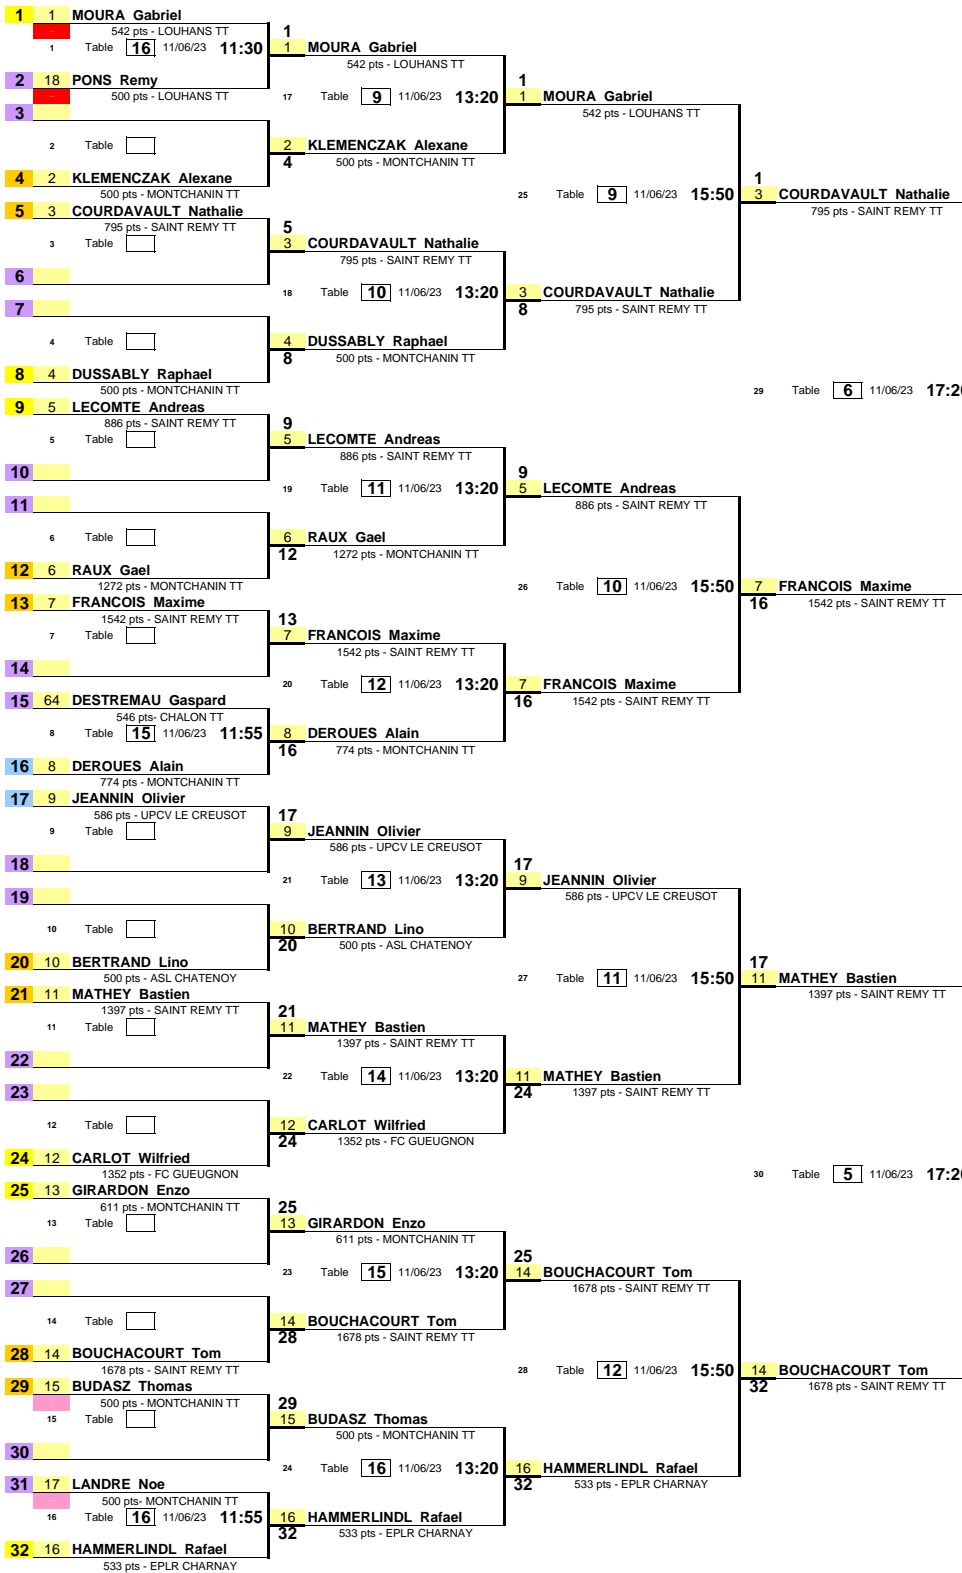 1 1 MOURA Gabriel
542 pts - LOUHANS TT 1
1 Table 16 11/06/23 11:30 1 MOURA Gabriel
542 pts - LOUHANS TT
2 18 PONS Remy 1
500 pts - LOUHANS TT 17 Table 9 11/06/23 13:20 1 MOURA Gabriel
3 542 pts - LOUHANS TT
2 Table 2 KLEMENCZAK Alexane
4 500 pts - MONTCHANIN TT
4 2 KLEMENCZAK Alexane 1
500 pts - MONTCHANIN TT 25 Table 9 11/06/23 15:50 3 COURDAVAULT Nathalie
5 3 COURDAVAULT Nathalie 795 pts - SAINT REMY TT
795 pts - SAINT REMY TT 5
3 Table 3 COURDAVAULT Nathalie
795 pts - SAINT REMY TT
6
18 Table 10 11/06/23 13:20 3 COURDAVAULT Nathalie
7 8 795 pts - SAINT REMY TT
4 Table 4 DUSSABLY Raphael
8 500 pts - MONTCHANIN TT
8 4 DUSSABLY Raphael
500 pts - MONTCHANIN TT 29 Table 6 11/06/23 17:20
9 5 LECOMTE Andreas
886 pts - SAINT REMY TT 9
5 Table 5 LECOMTE Andreas
886 pts - SAINT REMY TT
10 9
19 Table 11 11/06/23 13:20 5 LECOMTE Andreas
11 886 pts - SAINT REMY TT
6 Table 6 RAUX Gael
12 1272 pts - MONTCHANIN TT
12 6 RAUX Gael
1272 pts - MONTCHANIN TT 26 Table 10 11/06/23 15:50 7 FRANCOIS Maxime
13 7 FRANCOIS Maxime 16 1542 pts - SAINT REMY TT
1542 pts - SAINT REMY TT 13
7 Table 7 FRANCOIS Maxime
1542 pts - SAINT REMY TT
14
20 Table 12 11/06/23 13:20 7 FRANCOIS Maxime
15 64 DESTREMAU Gaspard 16 1542 pts - SAINT REMY TT
546 pts- CHALON TT
8 Table 15 11/06/23 11:55 8 DEROUES Alain
16 774 pts - MONTCHANIN TT
16 8 DEROUES Alain
774 pts - MONTCHANIN TT
17 9 JEANNIN Olivier
586 pts - UPCV LE CREUSOT 17
9 Table 9 JEANNIN Olivier
586 pts - UPCV LE CREUSOT
18 17
21 Table 13 11/06/23 13:20 9 JEANNIN Olivier
19 586 pts - UPCV LE CREUSOT
10 Table 10 BERTRAND Lino
20 500 pts - ASL CHATENOY
20 10 BERTRAND Lino 17
500 pts - ASL CHATENOY 27 Table 11 11/06/23 15:50 11 MATHEY Bastien
21 11 MATHEY Bastien 1397 pts - SAINT REMY TT
1397 pts - SAINT REMY TT 21
11 Table 11 MATHEY Bastien
1397 pts - SAINT REMY TT
22
22 Table 14 11/06/23 13:20 11 MATHEY Bastien
23 24 1397 pts - SAINT REMY TT
12 Table 12 CARLOT Wilfried
24 1352 pts - FC GUEUGNON
24 12 CARLOT Wilfried
1352 pts - FC GUEUGNON 30 Table 5 11/06/23 17:20
25 13 GIRARDON Enzo
611 pts - MONTCHANIN TT 25
13 Table 13 GIRARDON Enzo
611 pts - MONTCHANIN TT
26 25
23 Table 15 11/06/23 13:20 14 BOUCHACOURT Tom
27 1678 pts - SAINT REMY TT
14 Table 14 BOUCHACOURT Tom
28 1678 pts - SAINT REMY TT
28 14 BOUCHACOURT Tom
1678 pts - SAINT REMY TT 28 Table 12 11/06/23 15:50 14 BOUCHACOURT Tom
29 15 BUDASZ Thomas 32 1678 pts - SAINT REMY TT
500 pts - MONTCHANIN TT 29
15 Table 15 BUDASZ Thomas
500 pts - MONTCHANIN TT
30
24 Table 16 11/06/23 13:20 16 HAMMERLINDL Rafael
31 17 LANDRE Noe 32 533 pts - EPLR CHARNAY
500 pts- MONTCHANIN TT
16 Table 16 11/06/23 11:55 16 HAMMERLINDL Rafael
32 533 pts - EPLR CHARNAY
32 16 HAMMERLINDL Rafael
533 pts - EPLR CHARNAY